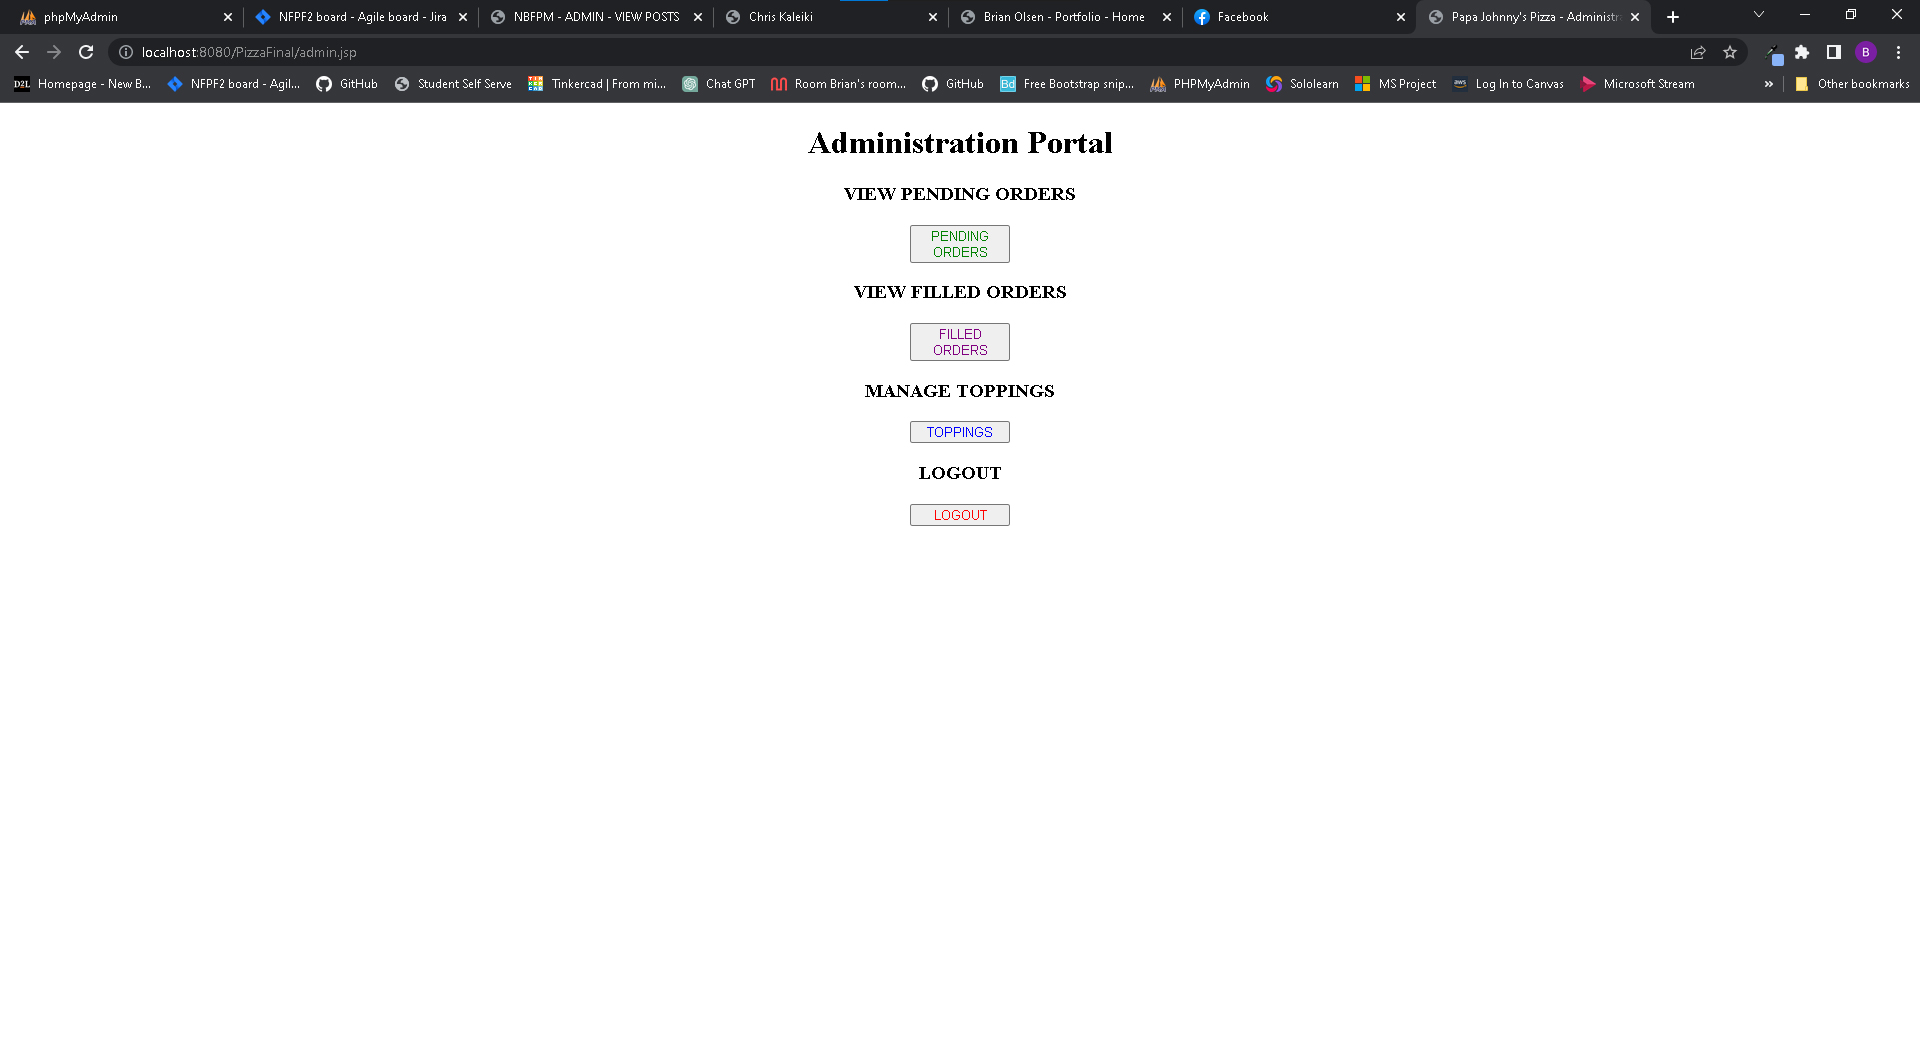 phpMyAdmin
NFPF2 board - Agile board - Jira
NBFPM - ADMIN - VIEW POSTS
Chris Kaleiki
Brian Olsen - Portfolio - Home
Facebook
Papa Johnny's Pizza - Administr
localhost:8080/PizzaFinal/admin.jsp
B
D2L
Homepage - New B...
NFPF2 board - Agil...
GitHub
Student Self Serve
Tinkercad | From mi...
Chat GPT
Room Brian's room...
GitHub
Bd
Free Bootstrap snip...
PHPMyAdmin
Sololearn
MS Project
aws
Log In to Canvas
Microsoft Stream
»
Other bookmarks
Administration Portal
VIEW PENDING ORDERS
PENDING
ORDERS
VIEW FILLED ORDERS
FILLED
ORDERS
MANAGE TOPPINGS
TOPPINGS
LOGOUT
LOGOUT